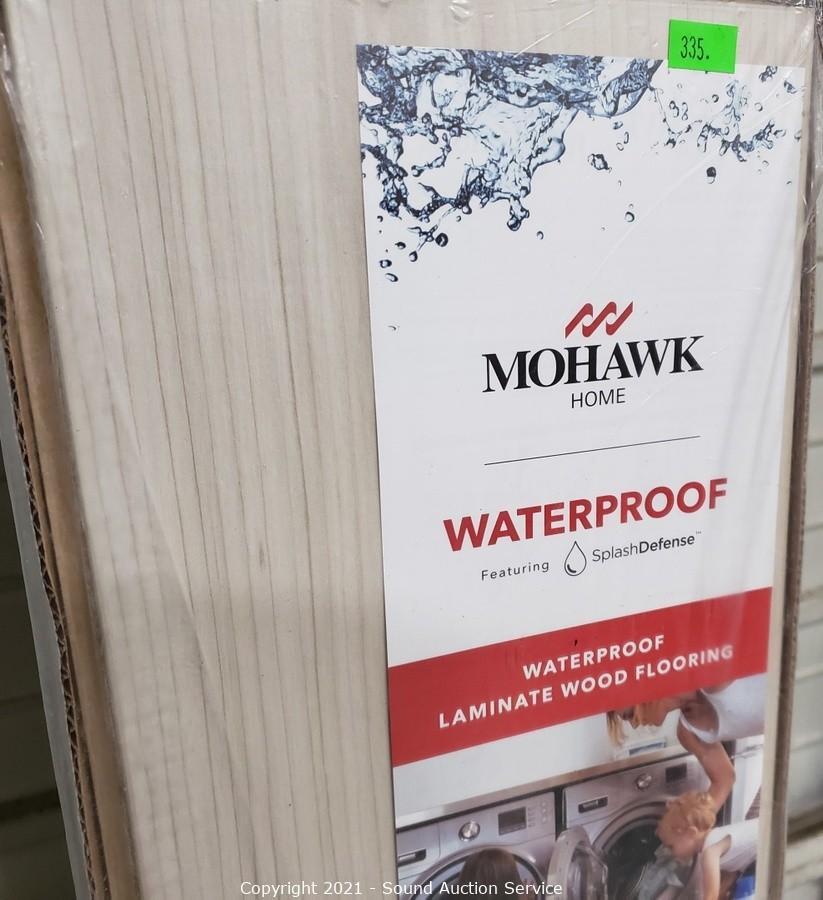 335.
MOHAWK
HOME
WATERPROOF
Featuring SplashDefense™
WATERPROOF
LAMINATE WOOD FLOORING
Copyright 2021 - Sound Auction Service